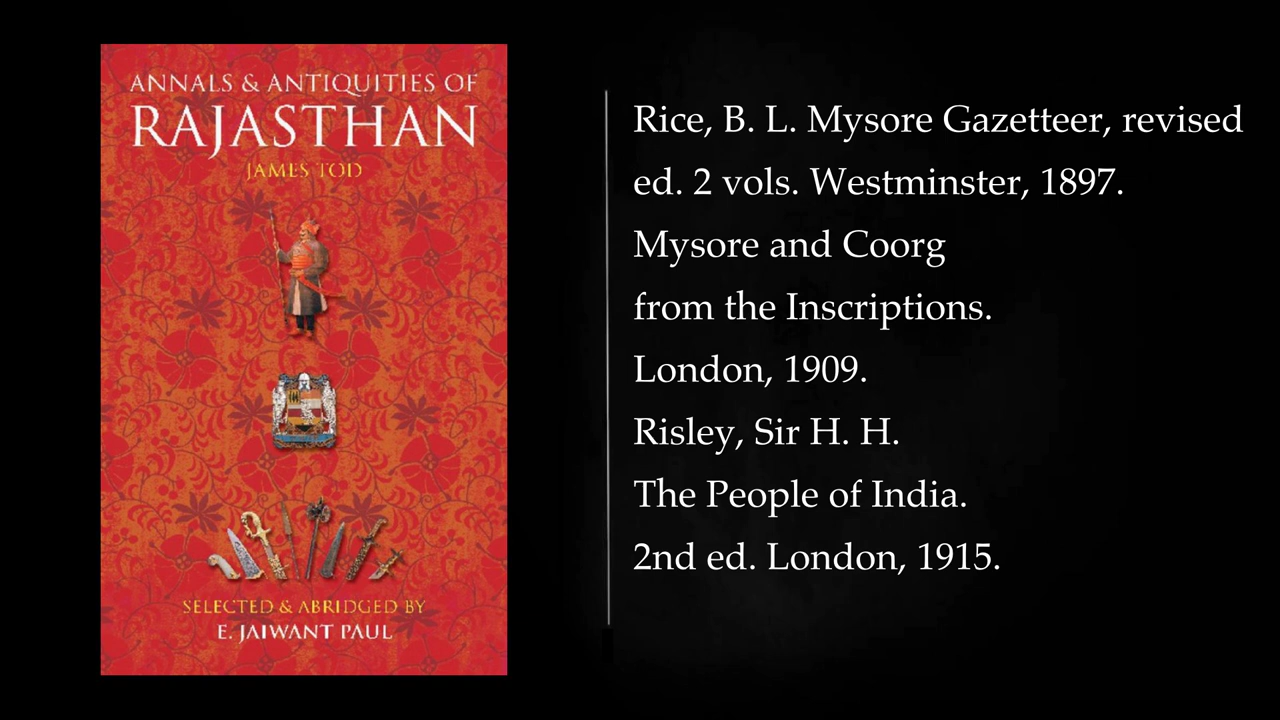 ANNALS & ANTIQUITIES OF
RAJASTHAN
JAMES TOD
SELECTED & ABRIDGED BY
E. JAIWANT PAUL
Rice, B. L. Mysore Gazetteer, revised
ed. 2 vols. Westminster, 1897.
Mysore and Coorg
from the Inscriptions.
London, 1909.
Risley, Sir H. H.
The People of India.
2nd ed. London, 1915.